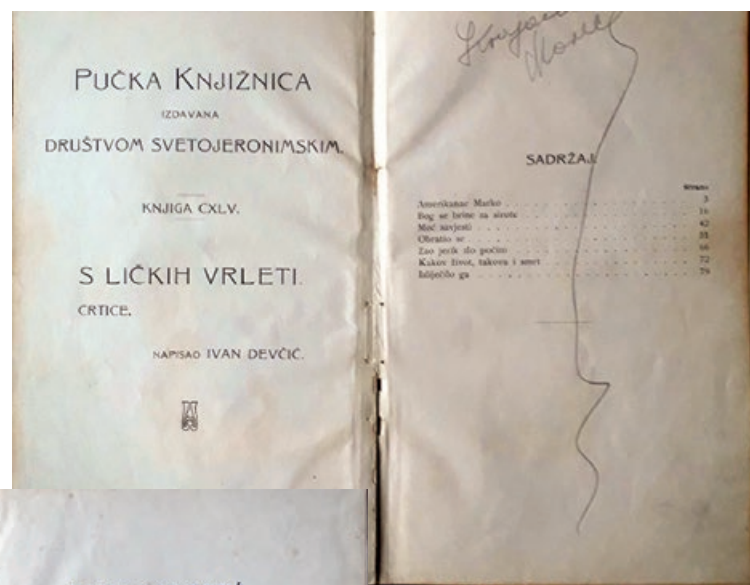 PUČKA KNJIŽNICA
IZDAVANA
DRUŠTVOM SVETOJERONIMSKIM.
KNJIGA CXLV.
S LIČKIH VRLETI.
CRTICE.
NAPISAO IVAN DEVČIĆ.
SADRŽAJ.
Strana
Amerikanac Marko 3
Bog se brine za sirote 16
Moć savjesti 42
Obratio se
Zao jezik zlo počini 66
Kakov život, takova i smrt 72
Izliječilo ga 79